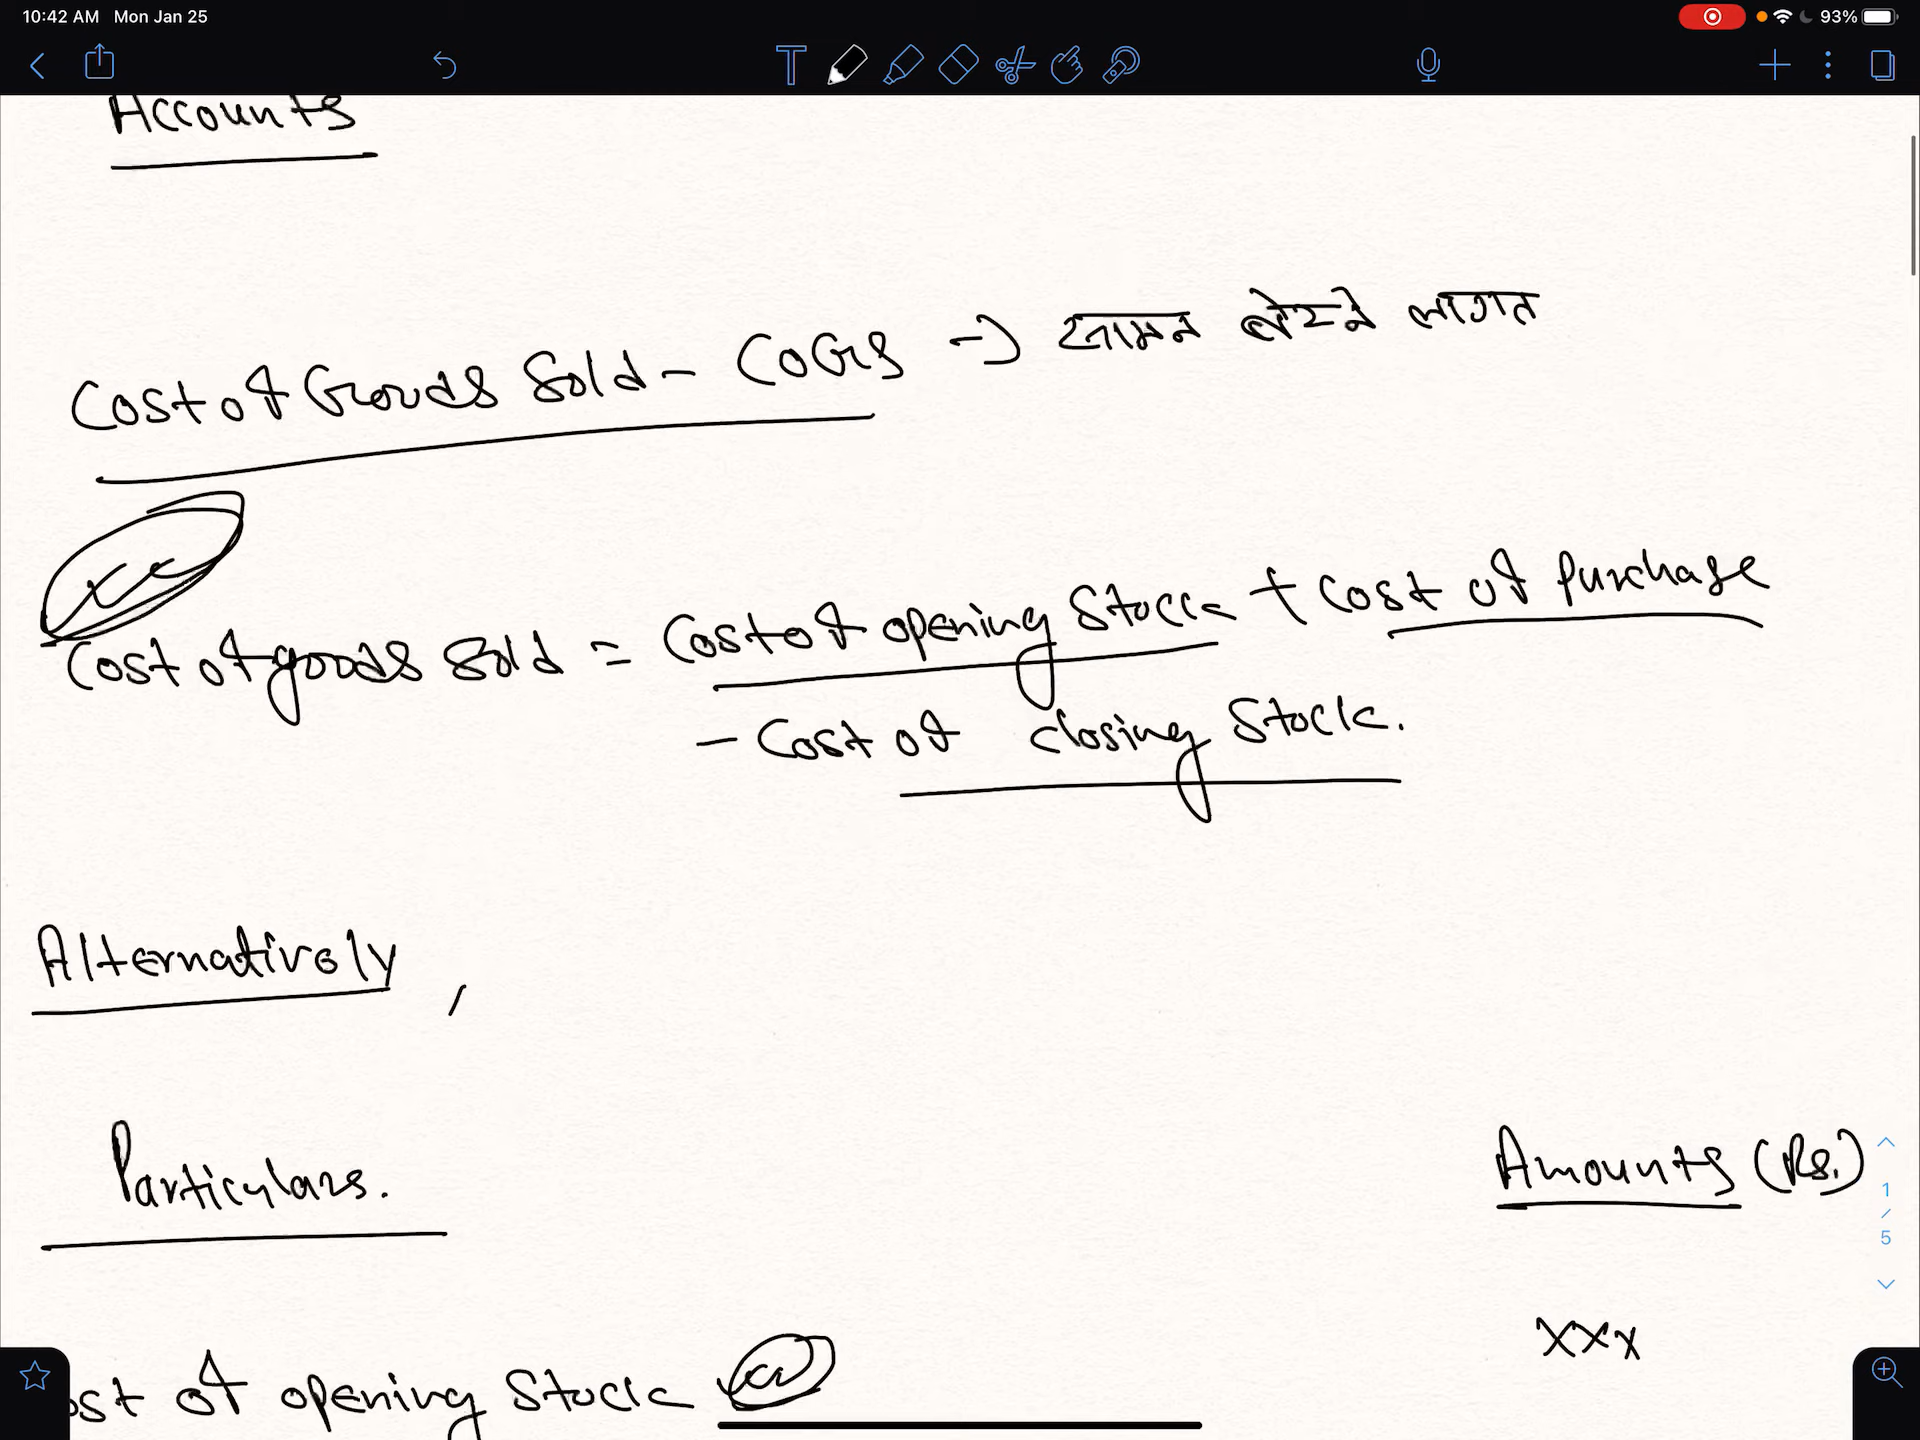 10:42 AM Mon Jan 25 93%
Accounts
Cost of Goods Sold - COGS → सामान बेच्ने लागत
Cost of goods sold = Cost of opening Stock + Cost of Purchase
- Cost of closing Stock.
Alternatively,
Particulars. Amounts (Rs.)
1
/
5
xxx
ost of opening Stock